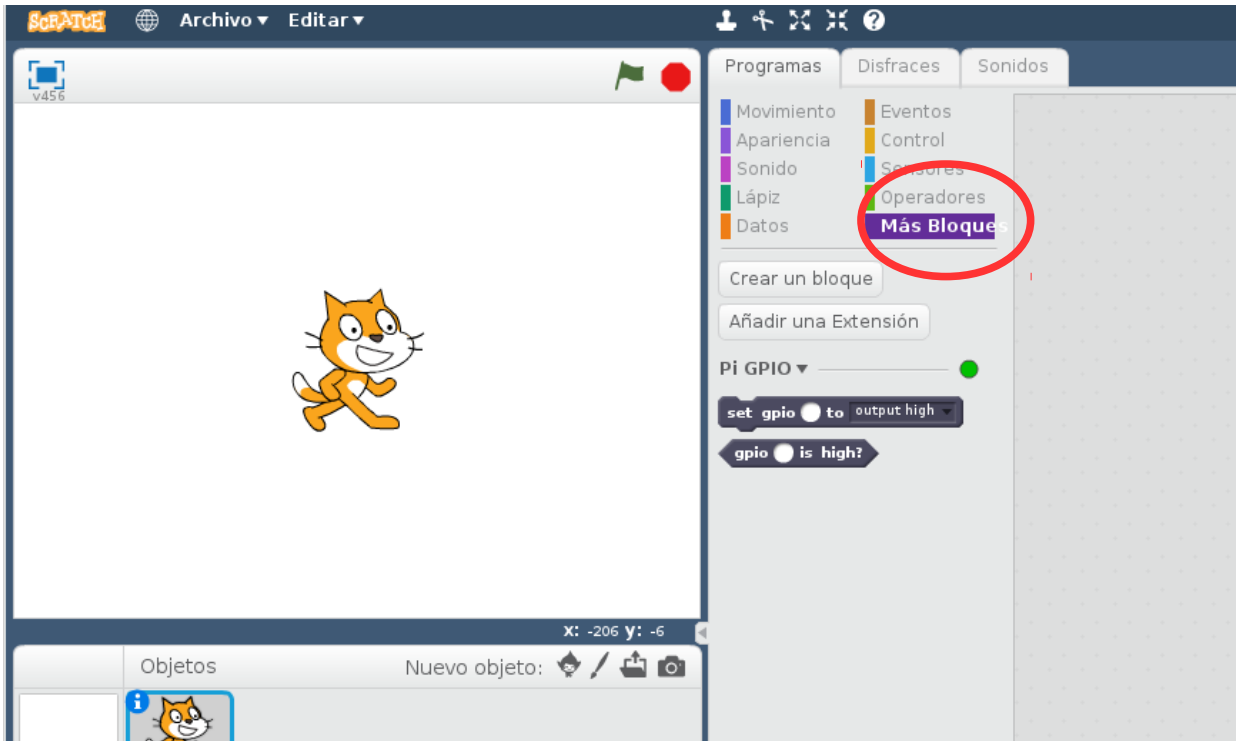 SCRATCH Archivo Editar
v456
Programas Disfraces Sonidos
Movimiento Eventos
Apariencia Control
Sonido Sensores
Lápiz Operadores
Datos Más Bloques
Crear un bloque
Añadir una Extensión
Pi GPIO
set gpio to output high
gpio is high?
x: -206 y: -6
Objetos Nuevo objeto: